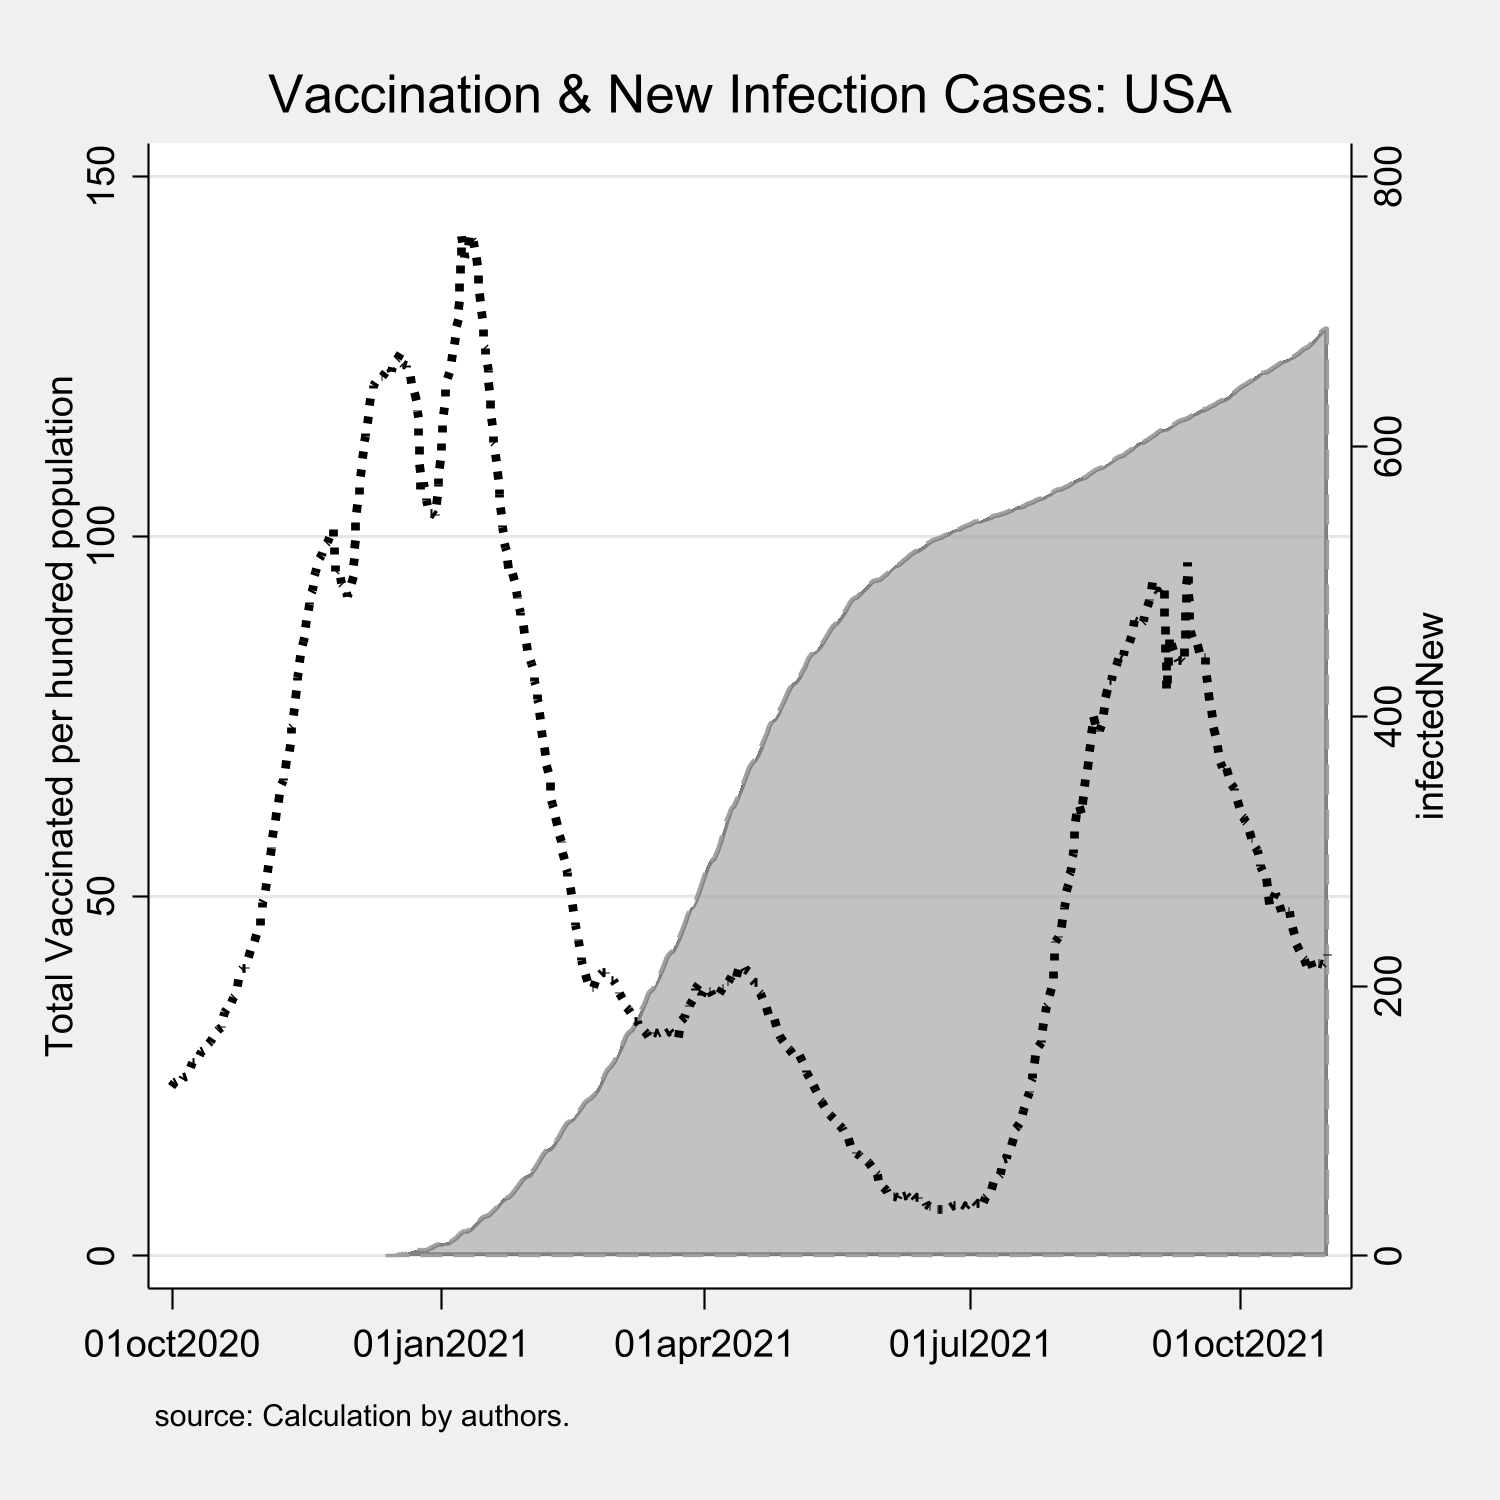 Vaccination & New Infection Cases: USA
Total Vaccinated per hundred population
0
50
100
150
infectedNew
0
200
400
600
800
01oct2020
01jan2021
01apr2021
01jul2021
01oct2021
source: Calculation by authors.